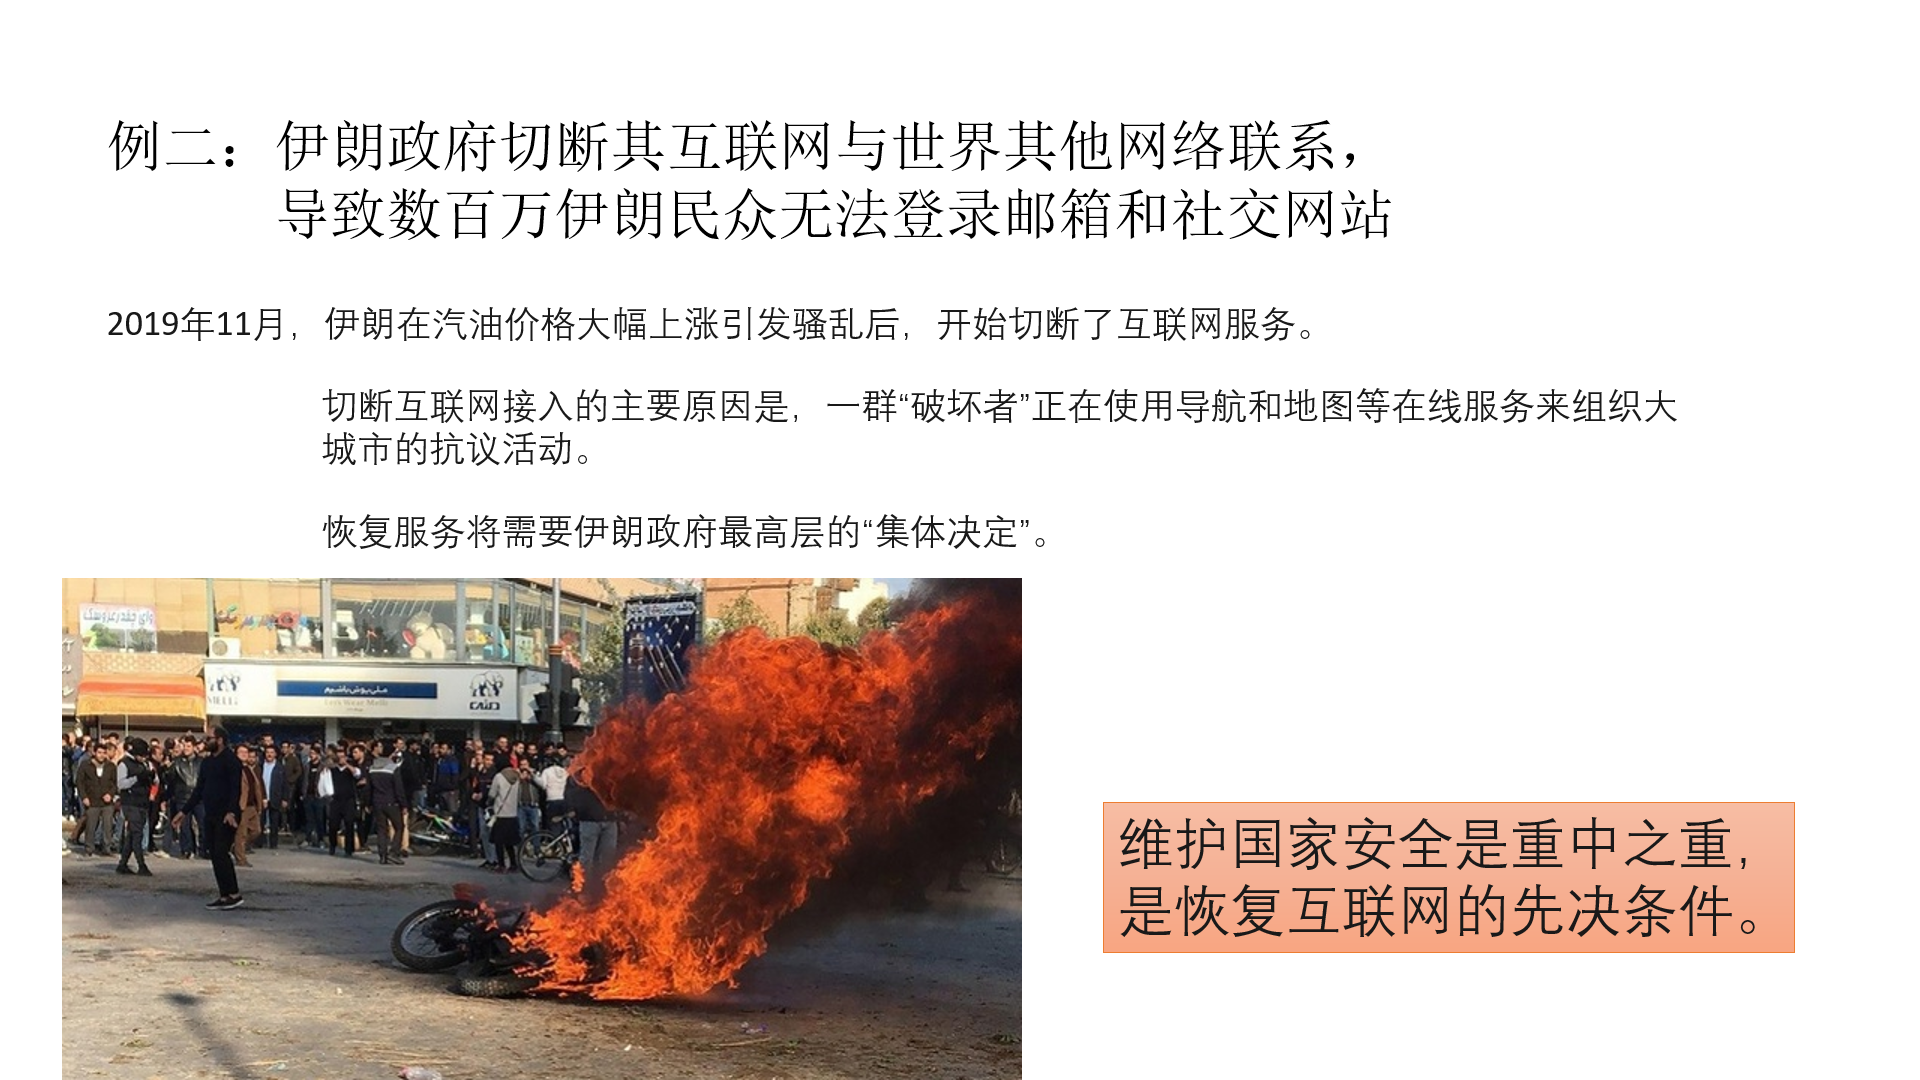 例二：伊朗政府切断其互联网与世界其他网络联系，
导致数百万伊朗民众无法登录邮箱和社交网站
2019年11月，伊朗在汽油价格大幅上涨引发骚乱后，开始切断了互联网服务。
切断互联网接入的主要原因是，一群“破坏者”正在使用导航和地图等在线服务来组织大
城市的抗议活动。
恢复服务将需要伊朗政府最高层的“集体决定”。
ملی پوش باشیم
Lets Wear Melli
维护国家安全是重中之重，
是恢复互联网的先决条件。